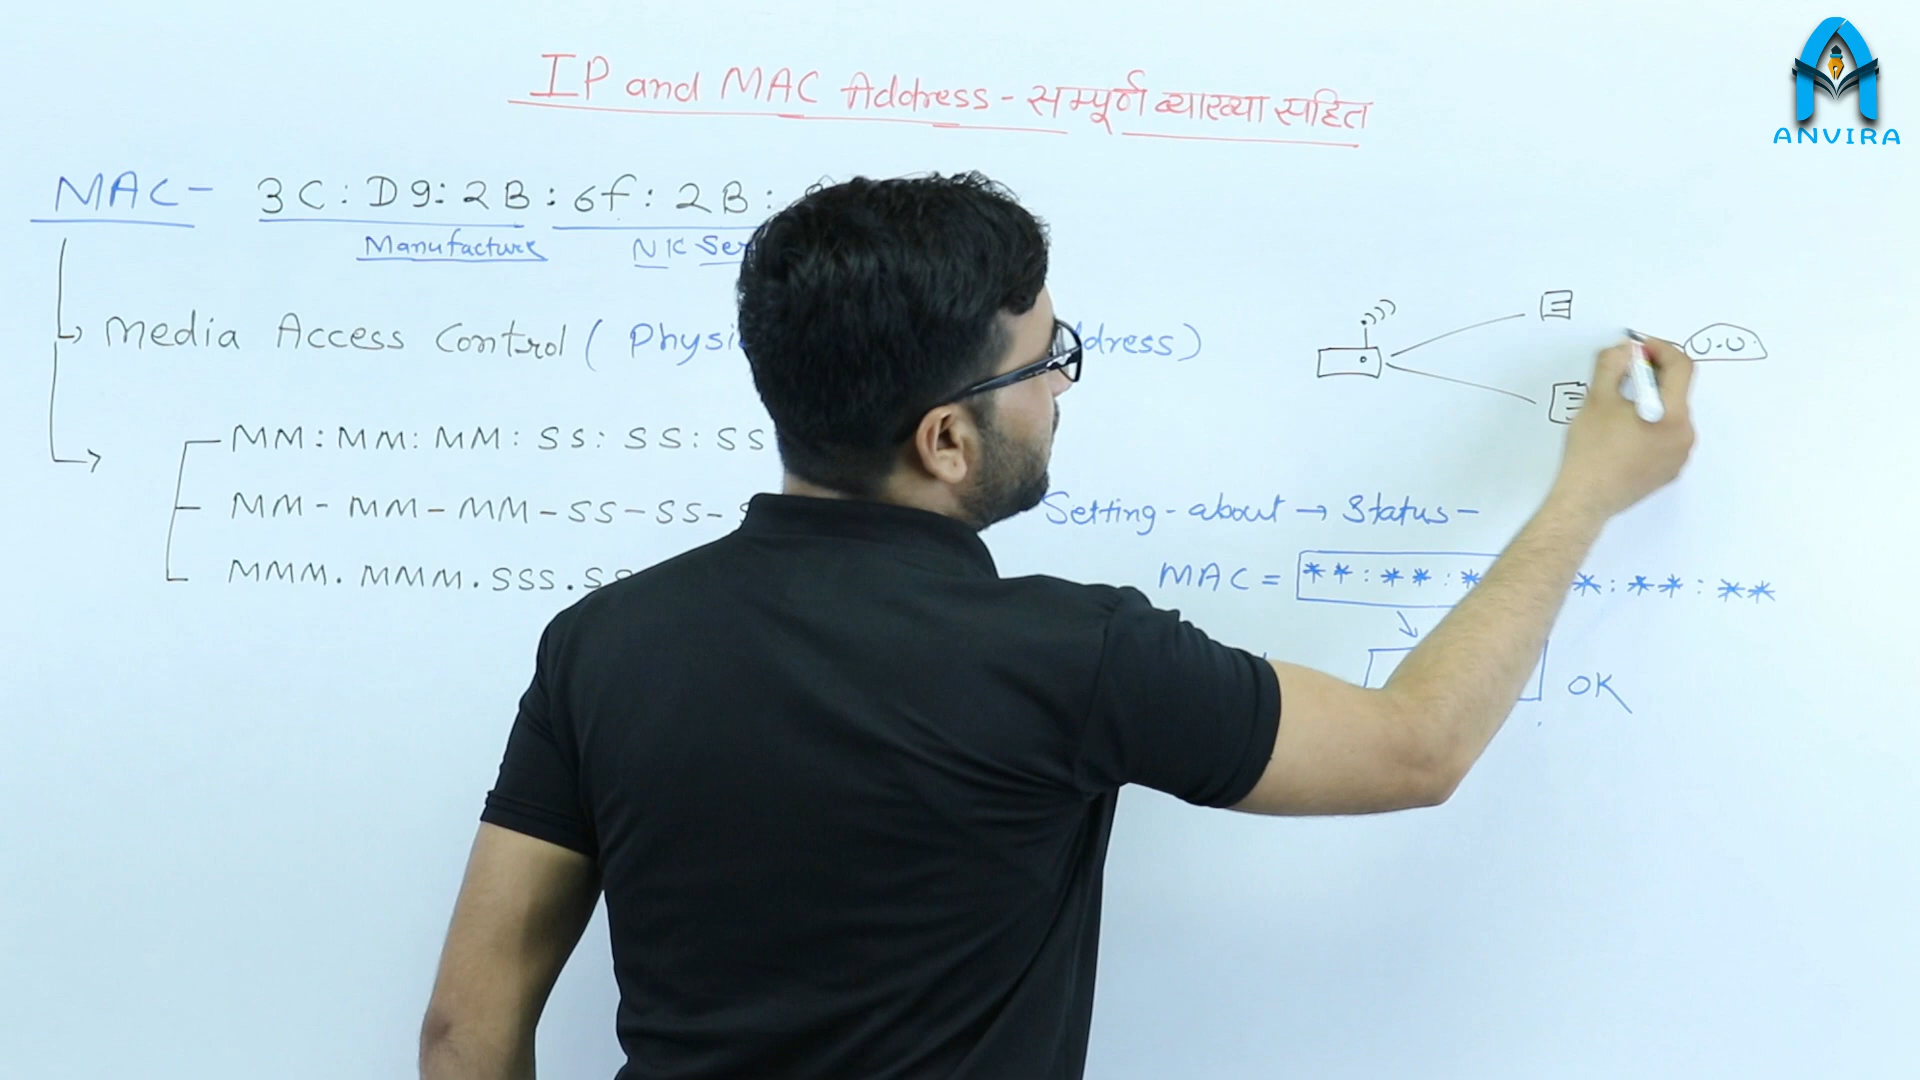 IP and MAC Address - सम्पूर्ण व्याख्या सहित
ANVIRA
MAC - 3C : D9 : 2B : 6f : 2B :
Manufacture NIC Ser
Media Access Control ( Physi dress )
MM : MM : MM : SS : SS : SS
MM - MM - MM - SS - SS -
MMM . MMM . SSS .
Setting - about → Status -
MAC = ** : ** : * * : ** : **
OK